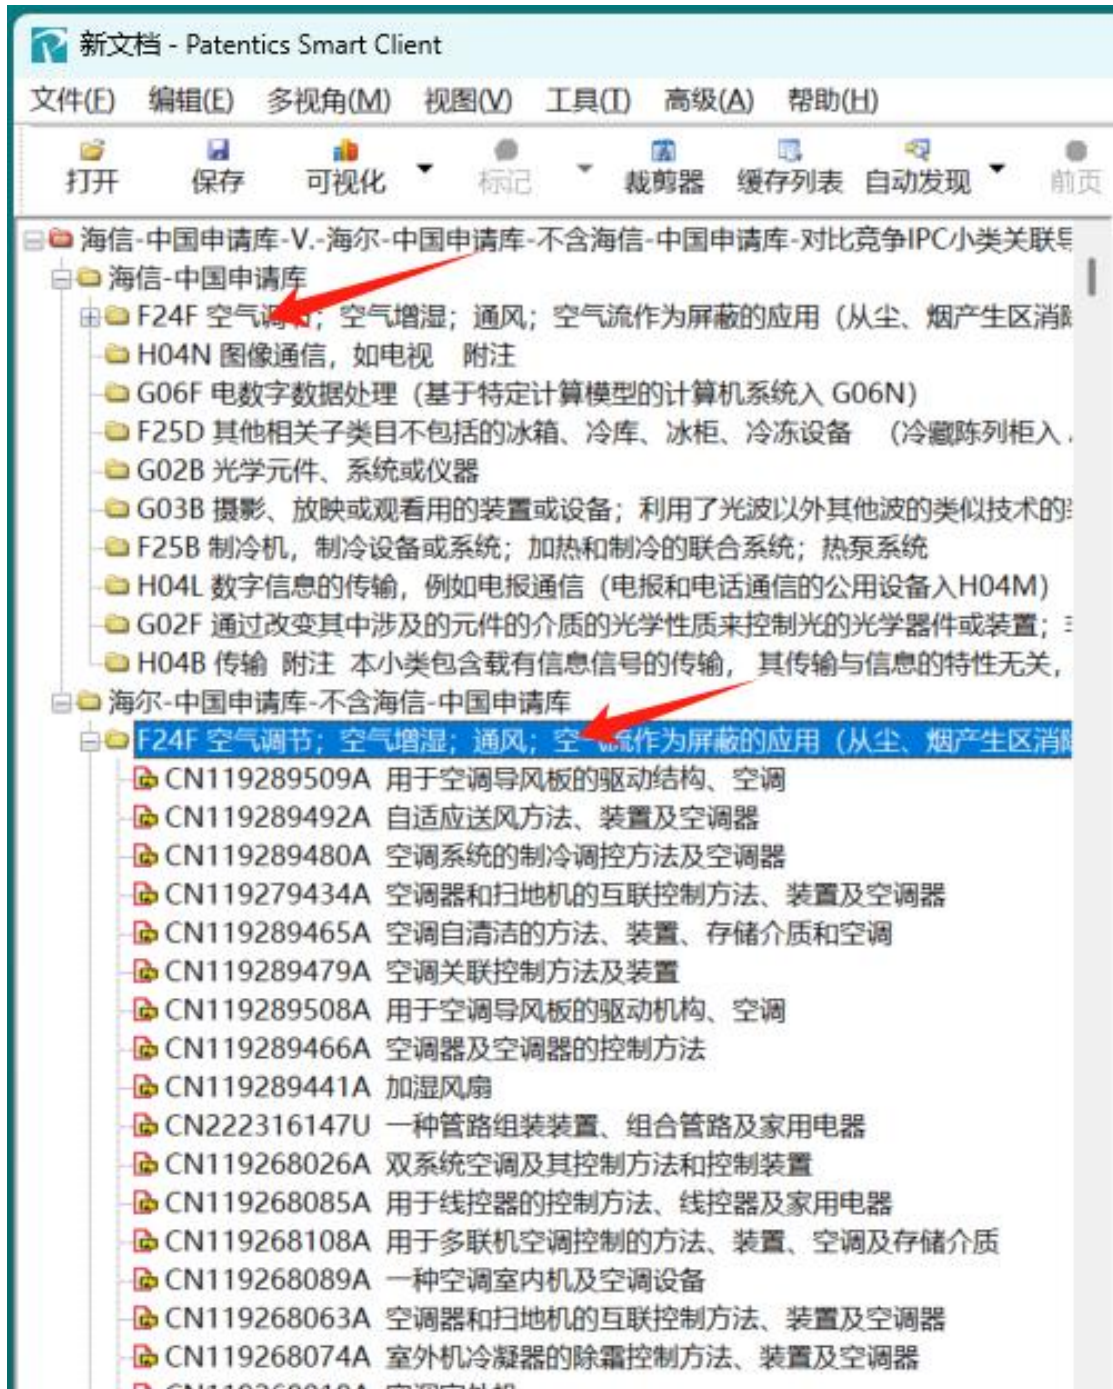 新文档 - Patentics Smart Client
文件(F) 编辑(E) 多视角(M) 视图(V) 工具(T) 高级(A) 帮助(H)
打开 保存 可视化 标记 裁剪器 缓存列表 自动发现 前页
海信-中国申请库-V.-海尔-中国申请库-不含海信-中国申请库-对比竞争IPC小类关联
海信-中国申请库
F24F 空气调节；空气增湿；通风；空气流作为屏蔽的应用（从尘、烟产生区消
H04N 图像通信，如电视 附注
G06F 电数字数据处理（基于特定计算模型的计算机系统入 G06N）
F25D 其他相关子类目不包括的冰箱、冷库、冰柜、冷冻设备 （冷藏陈列柜入
G02B 光学元件、系统或仪器
G03B 摄影、放映或观看用的装置或设备；利用了光波以外其他波的类似技术的
F25B 制冷机，制冷设备或系统；加热和制冷的联合系统；热泵系统
H04L 数字信息的传输，例如电报通信（电报和电话通信的公用设备入H04M）
G02F 通过改变其中涉及的元件的介质的光学性质来控制光的光学器件或装置；
H04B 传输 附注 本小类包含载有信息信号的传输， 其传输与信息的特性无关，
海尔-中国申请库-不含海信-中国申请库
F24F 空气调节；空气增湿；通风；空气流作为屏蔽的应用（从尘、烟产生区消
CN119289509A 用于空调导风板的驱动结构、空调
CN119289492A 自适应送风方法、装置及空调器
CN119289480A 空调系统的制冷调控方法及空调器
CN119279434A 空调器和扫地机的互联控制方法、装置及空调器
CN119289465A 空调自清洁的方法、装置、存储介质和空调
CN119289479A 空调关联控制方法及装置
CN119289508A 用于空调导风板的驱动机构、空调
CN119289466A 空调器及空调器的控制方法
CN119289441A 加湿风扇
CN222316147U 一种管路组装装置、组合管路及家用电器
CN119268026A 双系统空调及其控制方法和控制装置
CN119268085A 用于线控器的控制方法、线控器及家用电器
CN119268108A 用于多联机空调控制的方法、装置、空调及存储介质
CN119268089A 一种空调室内机及空调设备
CN119268063A 空调器和扫地机的互联控制方法、装置及空调器
CN119268074A 室外机冷凝器的除霜控制方法、装置及空调器